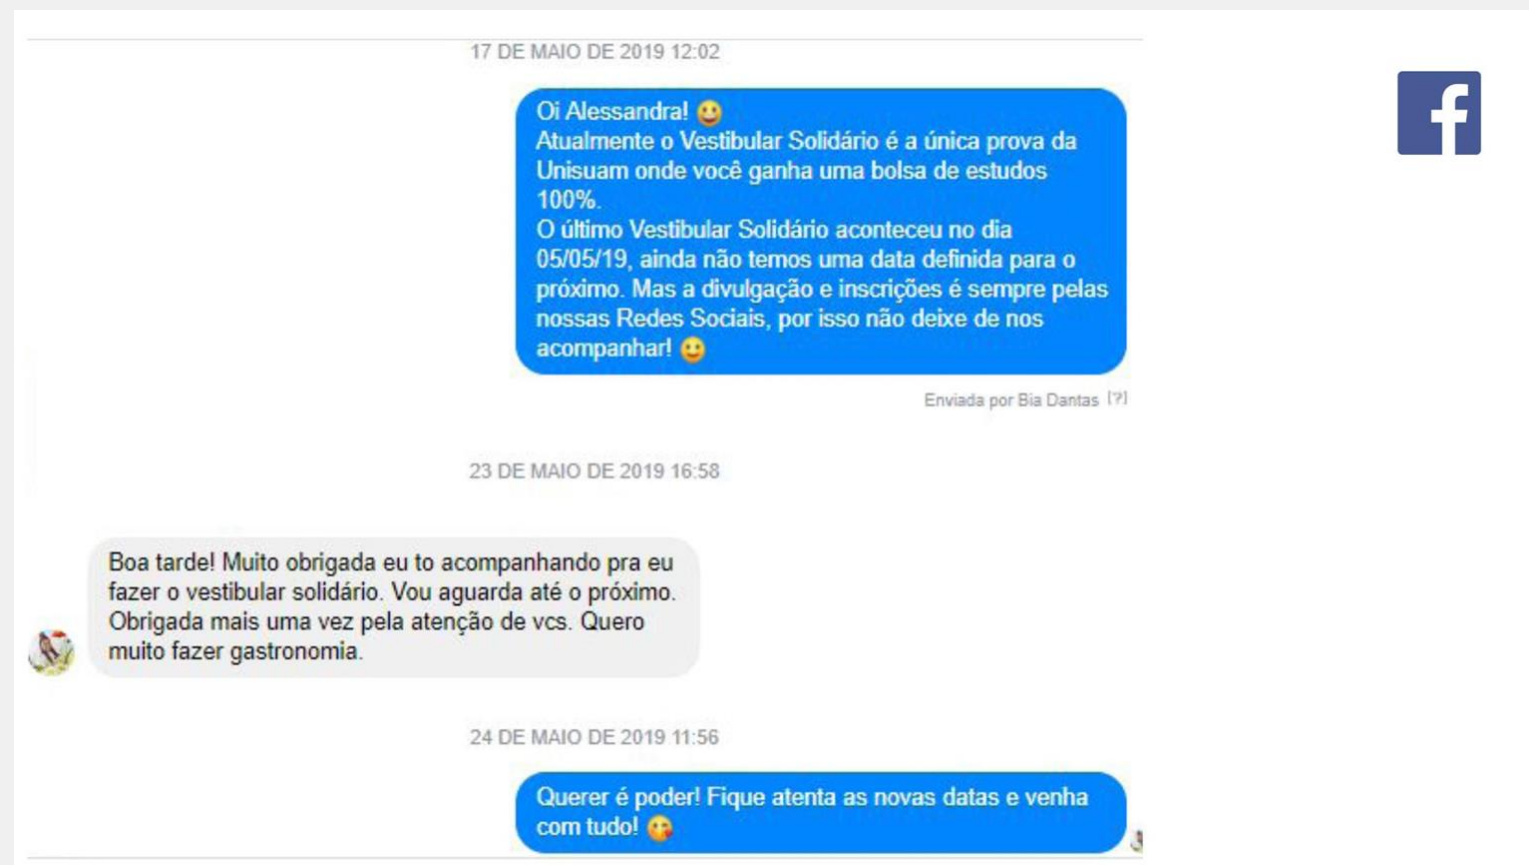 17 DE MAIO DE 2019 12:02
Oi Alessandra! 😀
Atualmente o Vestibular Solidário é a única prova da
Unisuam onde você ganha uma bolsa de estudos
100%.
O último Vestibular Solidário aconteceu no dia
05/05/19, ainda não temos uma data definida para o
próximo. Mas a divulgação e inscrições é sempre pelas
nossas Redes Sociais, por isso não deixe de nos
acompanhar! 😀
Enviada por Bia Dantas [?]
23 DE MAIO DE 2019 16:58
Boa tarde! Muito obrigada eu to acompanhando pra eu
fazer o vestibular solidário. Vou aguarda até o próximo.
Obrigada mais uma vez pela atenção de vcs. Quero
muito fazer gastronomia.
24 DE MAIO DE 2019 11:56
Querer é poder! Fique atenta as novas datas e venha
com tudo! 😘
f